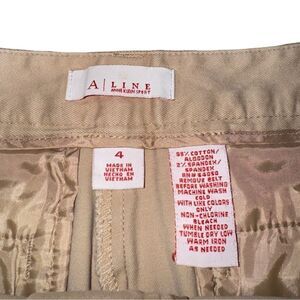 A | LINE
ANNE KLEIN SPORT
4
MADE IN
VIETNAM
HECHO EN
VIETNAM
98% COTTON/
ALGODON
2% SPANDEX/
SPANDEX
RN# 54050
REMOVE BELT
BEFORE WASHING
MACHINE WASH
COLD
WITH LIKE COLORS
ONLY
NON-CHLORINE
BLEACH
WHEN NEEDED
TUMBLE DRY LOW
WARM IRON
AS NEEDED